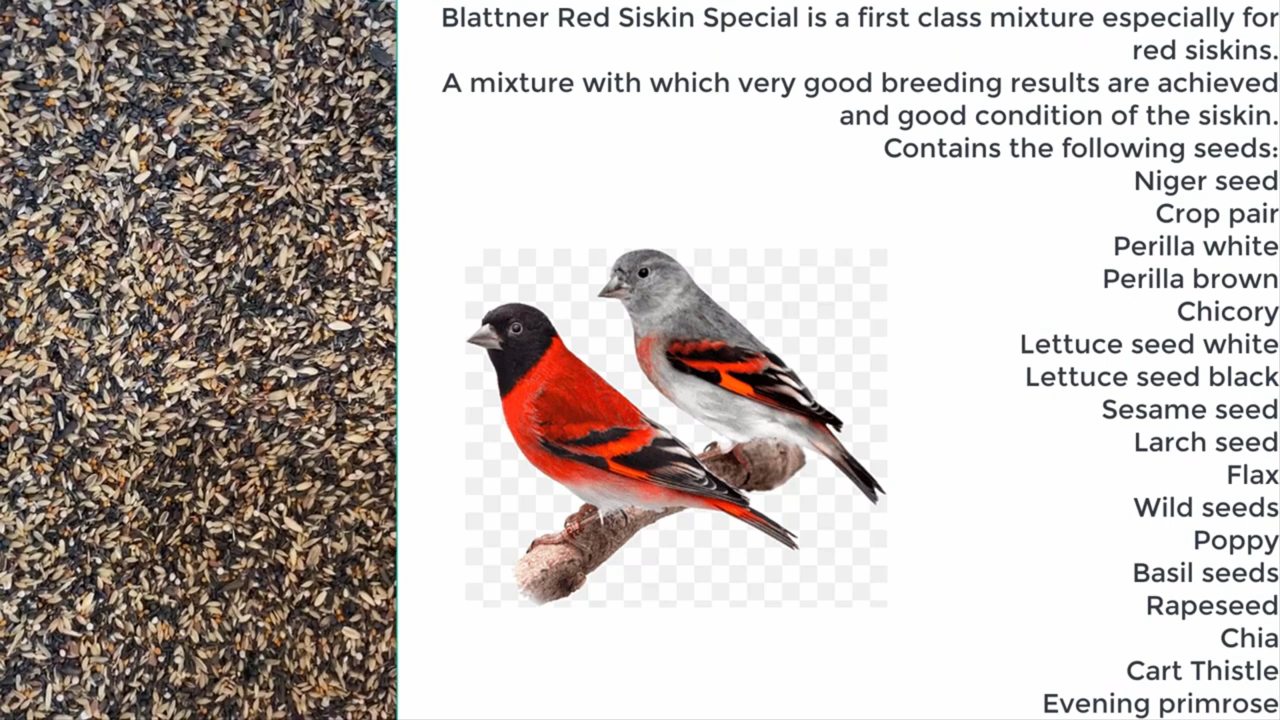 Blattner Red Siskin Special is a first class mixture especially for
red siskins.
A mixture with which very good breeding results are achieved
and good condition of the siskin.
Contains the following seeds:
Niger seed
Crop pair
Perilla white
Perilla brown
Chicory
Lettuce seed white
Lettuce seed black
Sesame seed
Larch seed
Flax
Wild seeds
Poppy
Basil seeds
Rapeseed
Chia
Cart Thistle
Evening primrose